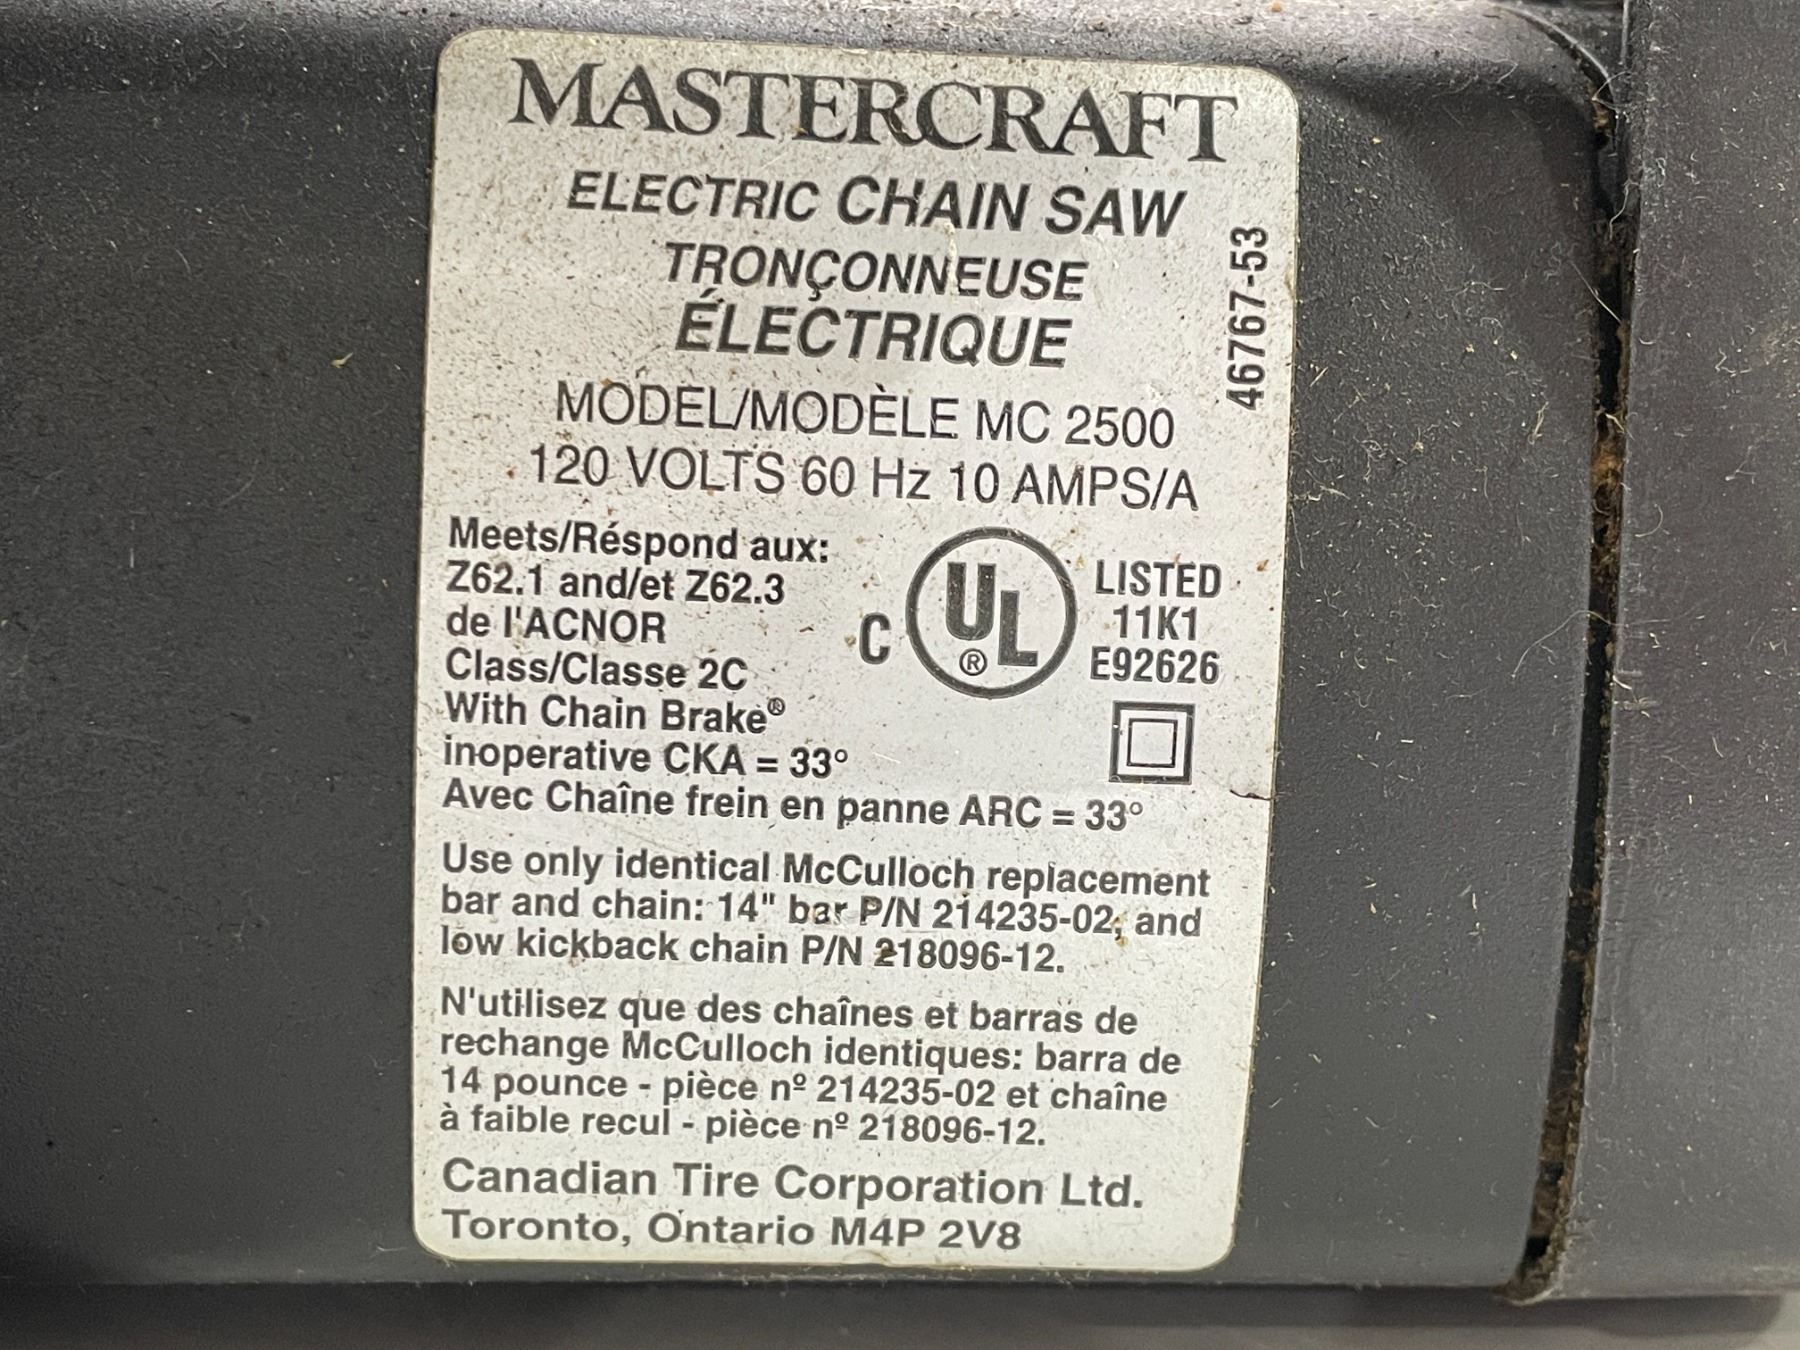 MASTERCRAFT
ELECTRIC CHAIN SAW
TRONÇONNEUSE
ÉLECTRIQUE
46767-53
MODEL/MODÈLE MC 2500
120 VOLTS 60 Hz 10 AMPS/A
Meets/Réspond aux:
Z62.1 and/et Z62.3
de l'ACNOR
Class/Classe 2C
With Chain Brake®
inoperative CKA = 33°
Avec Chaîne frein en panne ARC = 33°
C UL ®
LISTED
11K1
E92626
Use only identical McCulloch replacement
bar and chain: 14" bar P/N 214235-02; and
low kickback chain P/N 218096-12.
N'utilisez que des chaînes et barras de
rechange McCulloch identiques: barra de
14 pounce - pièce nº 214235-02 et chaîne
à faible recul - pièce nº 218096-12.
Canadian Tire Corporation Ltd.
Toronto, Ontario M4P 2V8